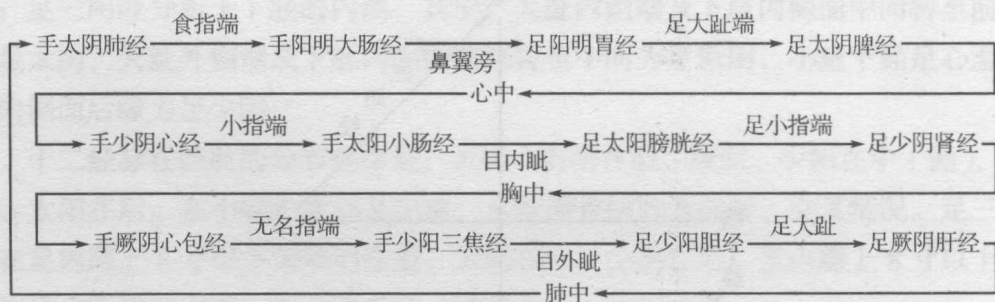 食指端 足大趾端
手太阴肺经 手阳明大肠经 足阳明胃经 足太阴脾经
鼻翼旁
心中
小指端 足小指端
手少阴心经 手太阳小肠经 足太阳膀胱经 足少阴肾经
目内眦
胸中
无名指端 足大趾
手厥阴心包经 手少阳三焦经 足少阳胆经 足厥阴肝经
目外眦
肺中